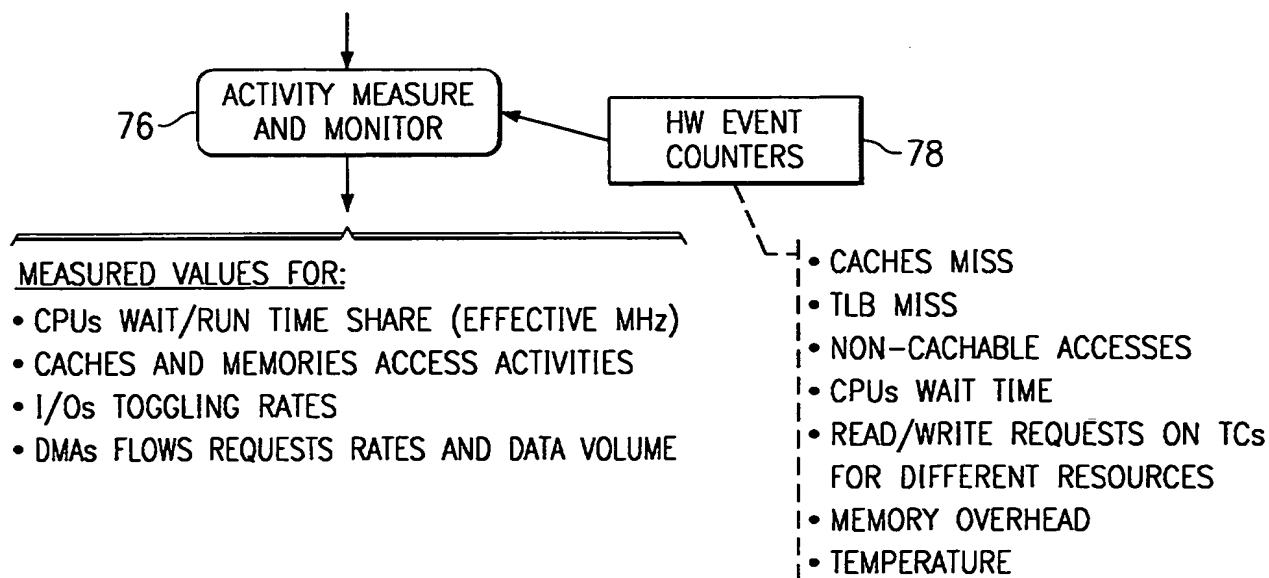 ACTIVITY MEASURE
AND MONITOR
76
HW EVENT
COUNTERS
78
MEASURED VALUES FOR:
• CPUs WAIT/RUN TIME SHARE (EFFECTIVE MHz)
• CACHES AND MEMORIES ACCESS ACTIVITIES
• I/Os TOGGLING RATES
• DMAs FLOWS REQUESTS RATES AND DATA VOLUME
• CACHES MISS
• TLB MISS
• NON-CACHABLE ACCESSES
• CPUs WAIT TIME
• READ/WRITE REQUESTS ON TCs
FOR DIFFERENT RESOURCES
• MEMORY OVERHEAD
• TEMPERATURE